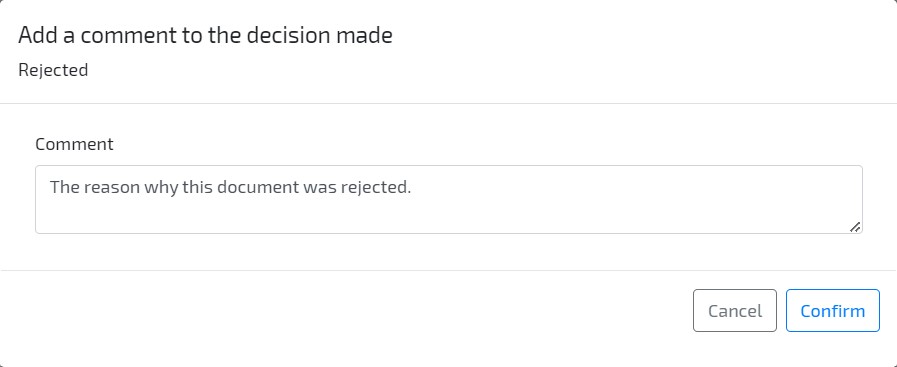 Add a comment to the decision made
Rejected
Comment
The reason why this document was rejected.
Cancel Confirm